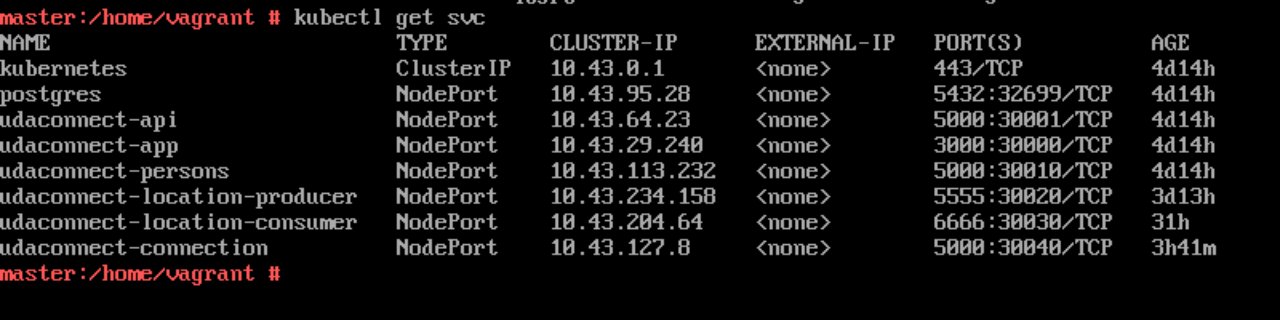 master:/home/vagrant # kubectl get svc
NAME TYPE CLUSTER-IP EXTERNAL-IP PORT(S) AGE
kubernetes ClusterIP 10.43.0.1 <none> 443/TCP 4d14h
postgres NodePort 10.43.95.28 <none> 5432:32699/TCP 4d14h
udaconnect-api NodePort 10.43.64.23 <none> 5000:30001/TCP 4d14h
udaconnect-app NodePort 10.43.29.240 <none> 3000:30000/TCP 4d14h
udaconnect-persons NodePort 10.43.113.232 <none> 5000:30010/TCP 4d14h
udaconnect-location-producer NodePort 10.43.234.158 <none> 5555:30020/TCP 3d13h
udaconnect-location-consumer NodePort 10.43.204.64 <none> 6666:30030/TCP 31h
udaconnect-connection NodePort 10.43.127.8 <none> 5000:30040/TCP 3h41m
master:/home/vagrant #